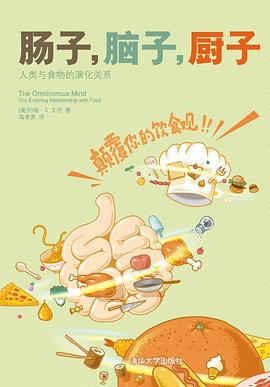 肠子,脑子,厨子
人类与食物的演化关系
The Omnivorous Mind
Our Evolving Relationship with Food
[美]约翰·S.艾伦 著
陶凌寅 译
颠覆你的饮食观!!
清华大学出版社